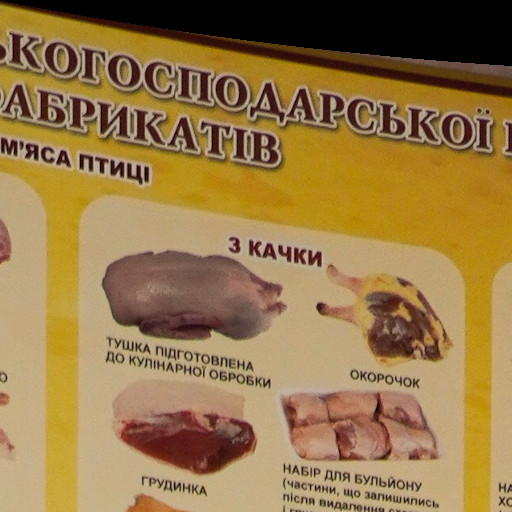 ЬКОГОСПОДАРСЬКОЇ
ФАБРИКАТІВ
М'ЯСА ПТИЦІ
З КАЧКИ
ТУШКА ПІДГОТОВЛЕНА
ДО КУЛІНАРНОЇ ОБРОБКИ
ОКОРОЧОК
ГРУДИНКА
НАБІР ДЛЯ БУЛЬЙОНУ
(частини, що залишились
після видалення